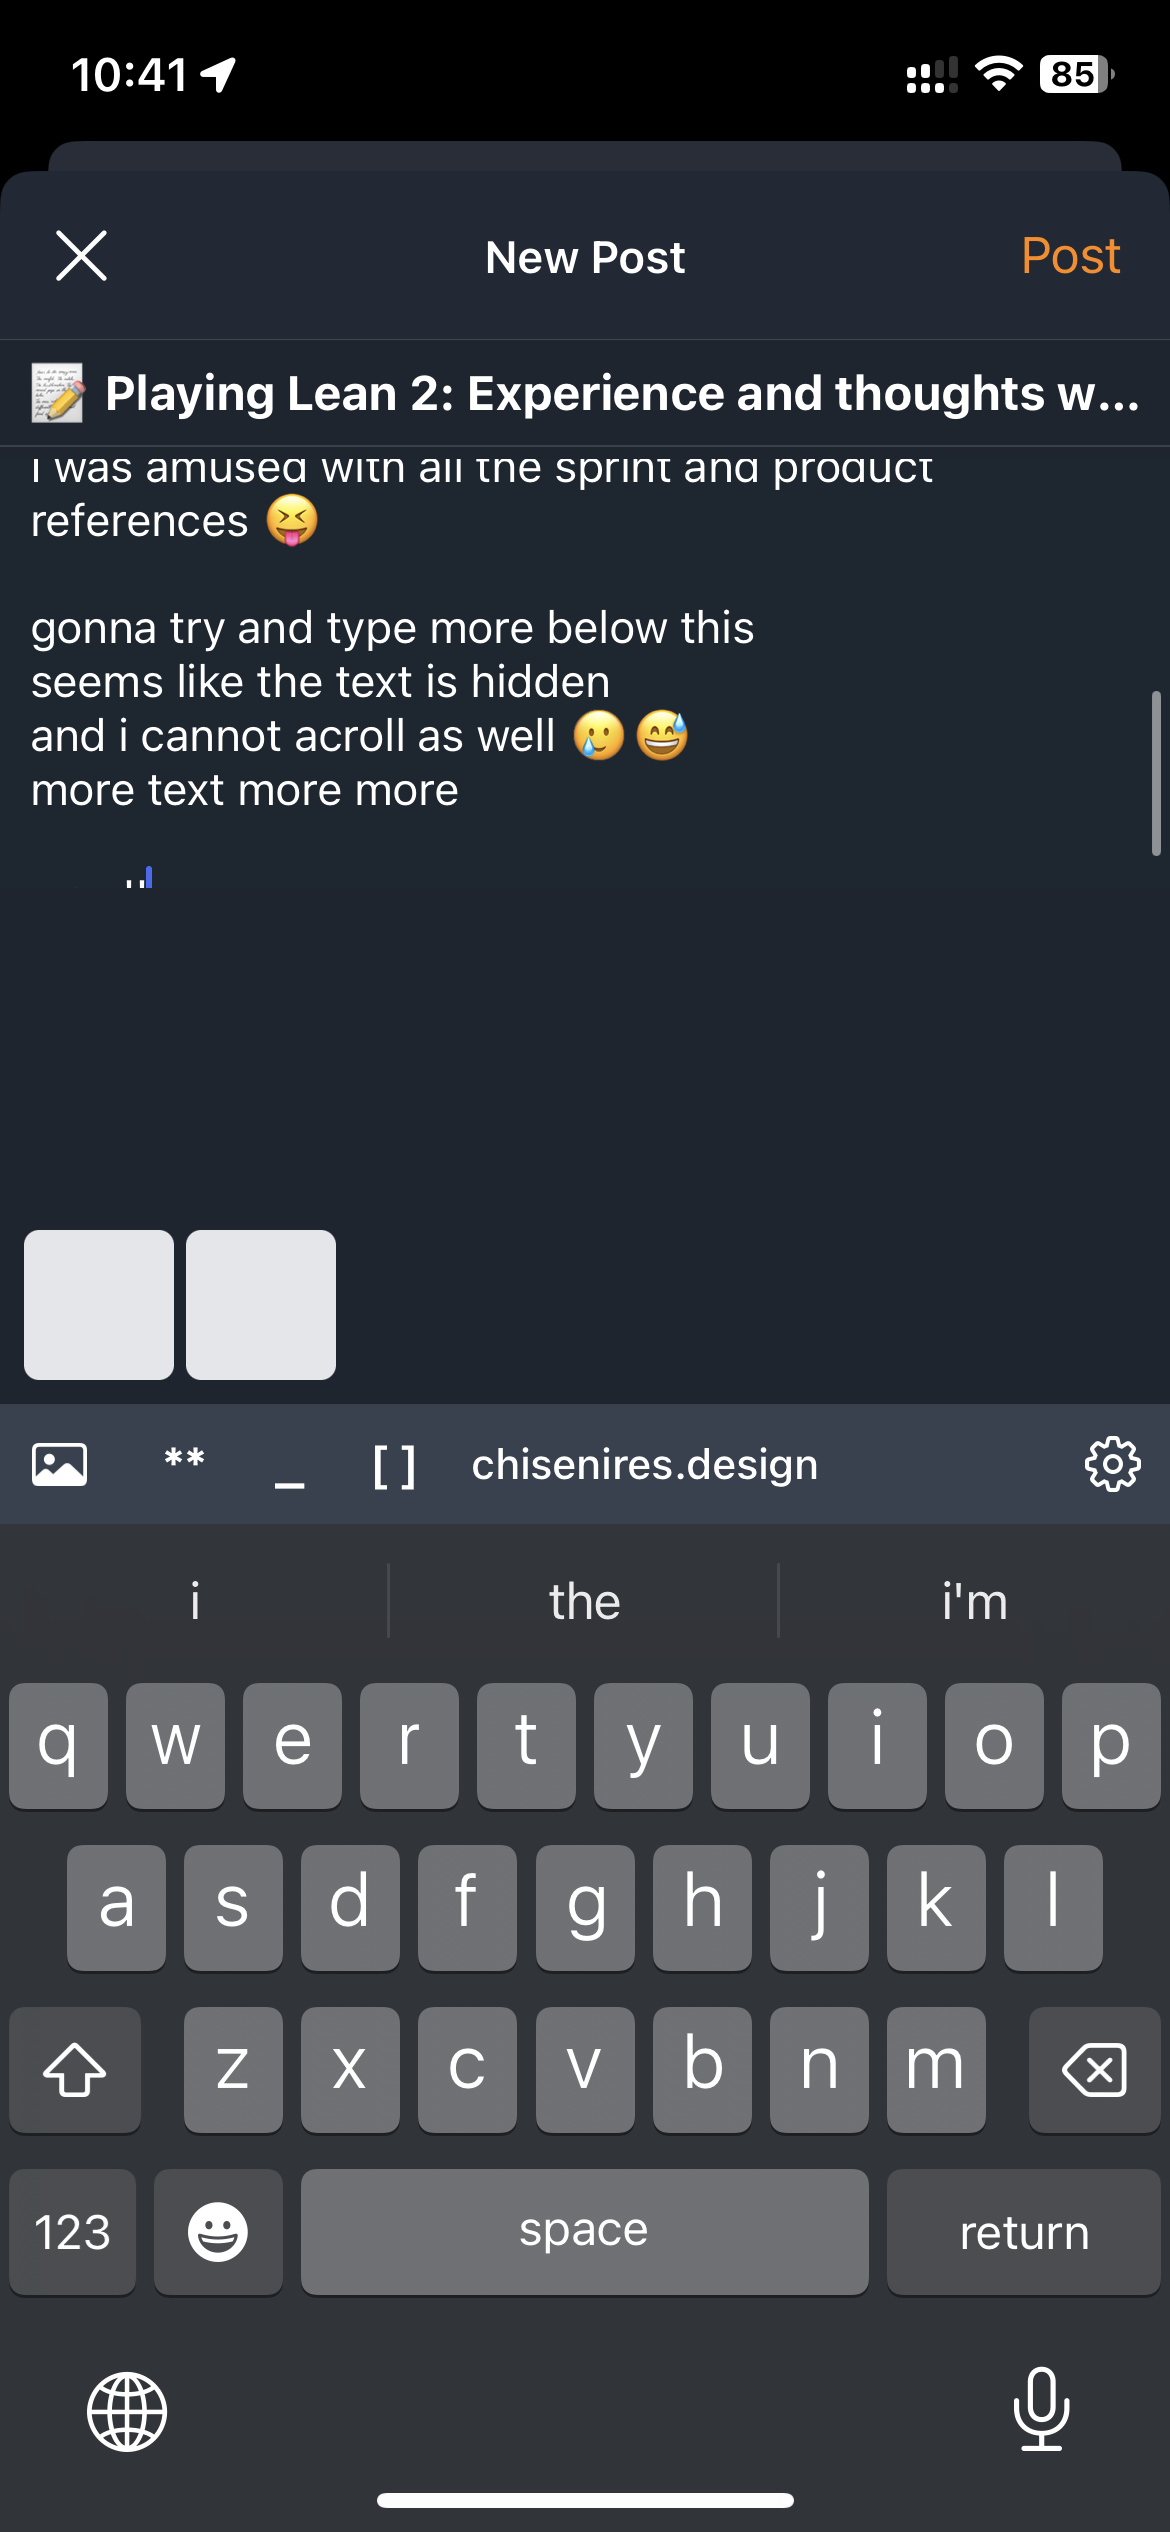 10:41
85
New Post
Post
📝 Playing Lean 2: Experience and thoughts w...
i was amused with all the sprint and product
references 😝
gonna try and type more below this
seems like the text is hidden
and i cannot acroll as well 🥲 😅
more text more more
** _ [ ] chisenires.design
i the i'm
q w e r t y u i o p
a s d f g h j k l
z x c v b n m
123 space return